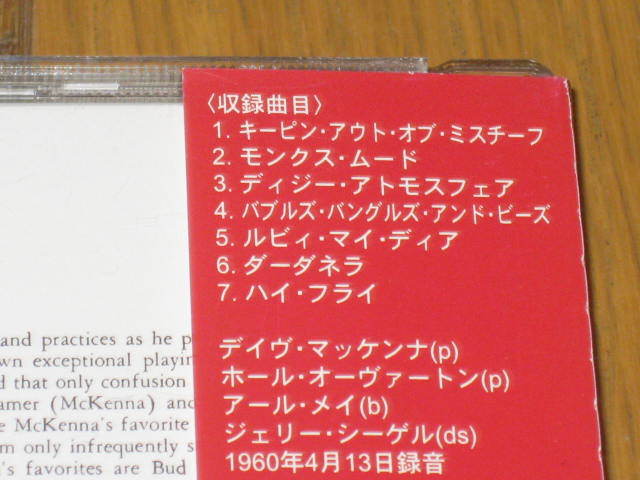 〈収録曲目〉
1. キーピン・アウト・オブ・ミスチーフ
2. モンクス・ムード
3. ディジー・アトモスフェア
4. バブルズ・バングルズ・アンド・ビーズ
5. ルビィ・マイ・ディア
6. ダーダネラ
7. ハイ・フライ
デイヴ・マッケンナ(p)
ホール・オーヴァートン(p)
アール・メイ(b)
ジェリー・シーゲル(ds)
1960年4月13日録音
and practices as he
exceptional
that only confusion
(McKenna) and
McKenna's favorite
only infrequently
favorites are Bud